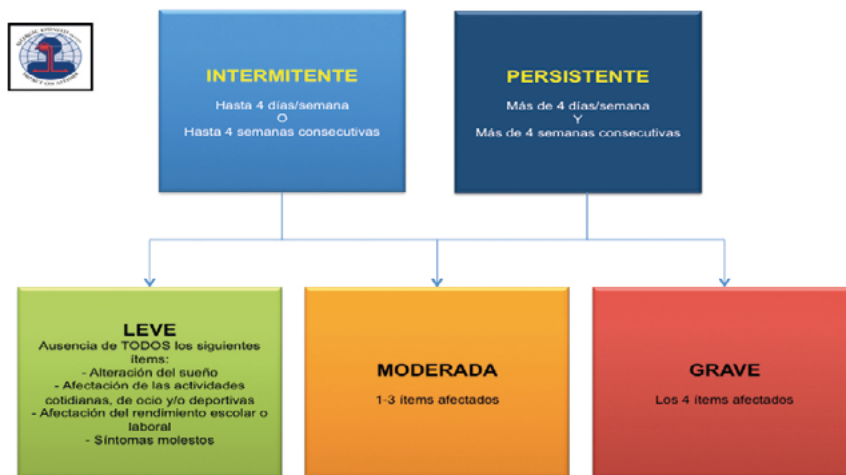 INTERMITENTE
Hasta 4 días/semana
O
Hasta 4 semanas consecutivas
PERSISTENTE
Más de 4 días/semana
Y
Más de 4 semanas consecutivas
LEVE
Ausencia de TODOS los siguientes
ítems:
- Alteración del sueño
- Afectación de las actividades
cotidianas, de ocio y/o deportivas
- Afectación del rendimiento escolar o
laboral
- Síntomas molestos
MODERADA
1-3 ítems afectados
GRAVE
Los 4 ítems afectados